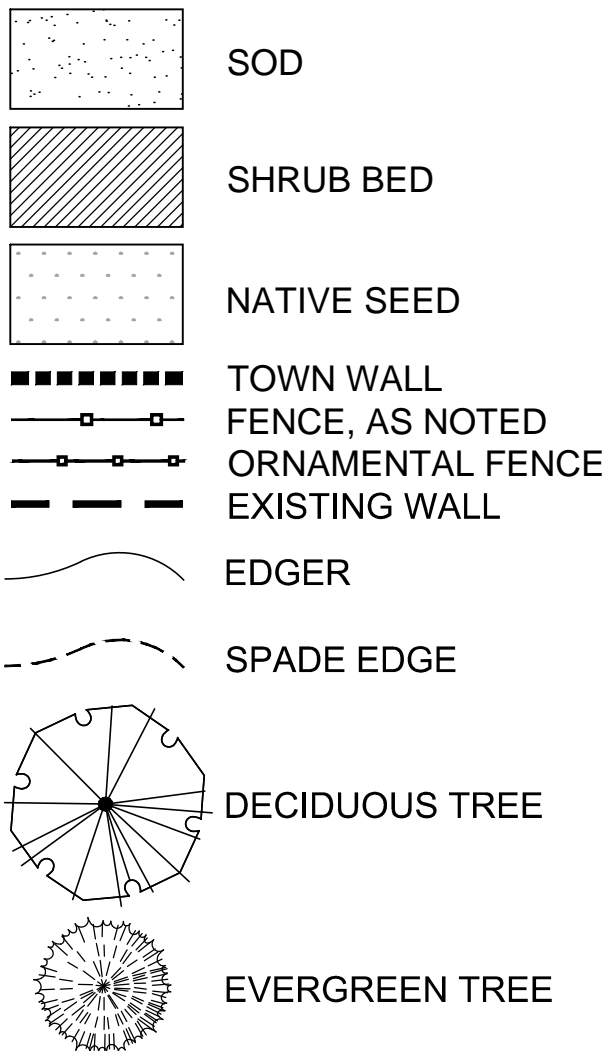 SOD
SHRUB BED
NATIVE SEED
TOWN WALL
FENCE, AS NOTED
ORNAMENTAL FENCE
EXISTING WALL
EDGER
SPADE EDGE
DECIDUOUS TREE
EVERGREEN TREE